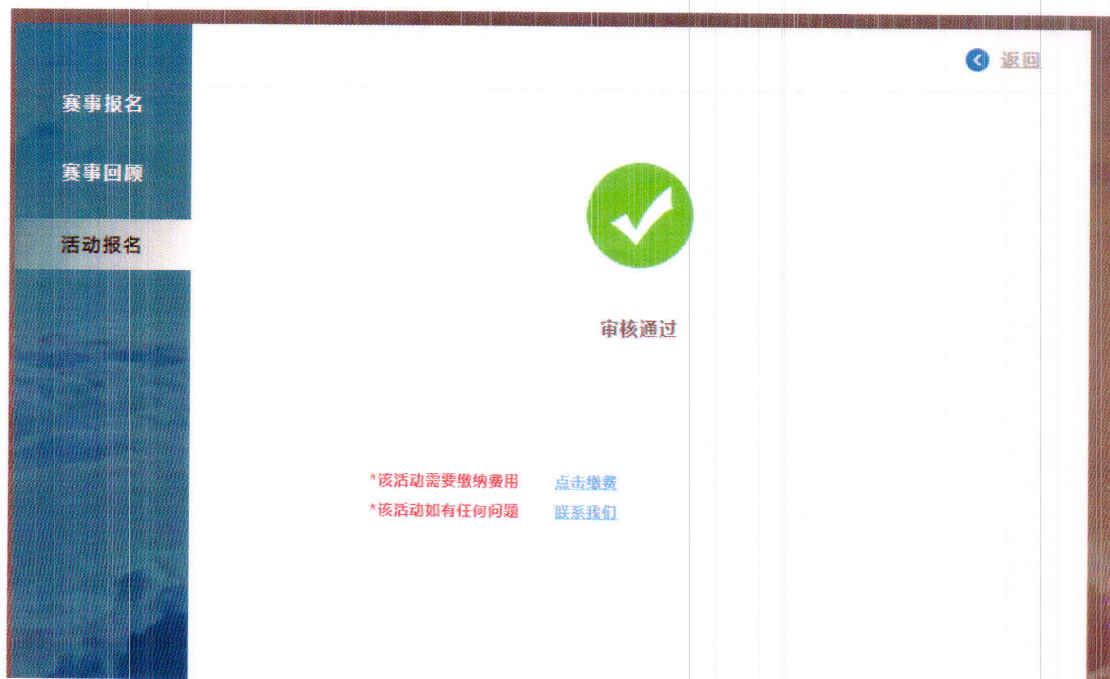 返回
赛事报名
赛事回顾
活动报名
审核通过
*该活动需要缴纳费用 点击缴费
*该活动如有任何问题 联系我们